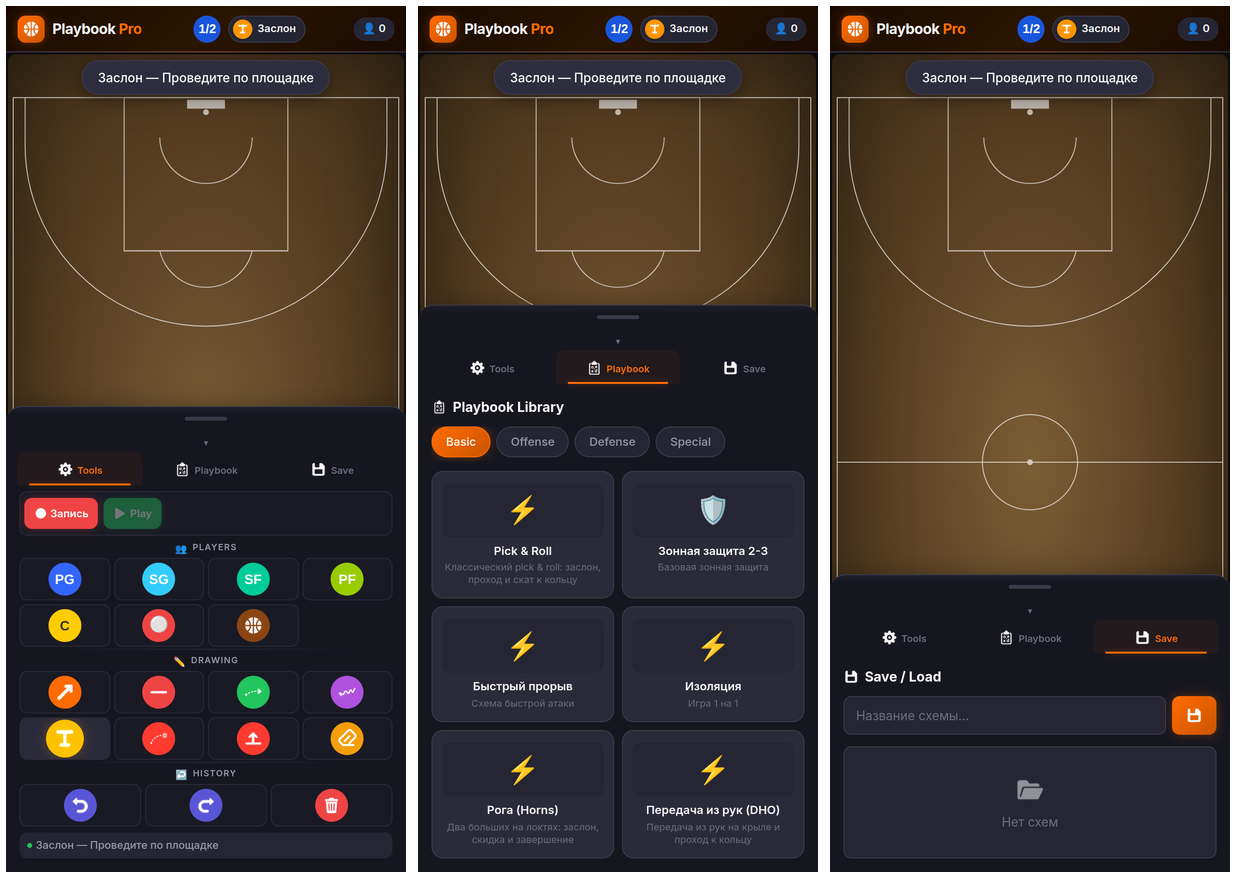 Playbook Pro
1/2
Заслон
0
Заслон — Проведите по площадке
Tools
Playbook
Save
Запись
Play
PLAYERS
PG
SG
SF
PF
C
DRAWING
HISTORY
Заслон — Проведите по площадке
Playbook Pro
1/2
Заслон
0
Заслон — Проведите по площадке
Tools
Playbook
Save
Playbook Library
Basic
Offense
Defense
Special
Pick & Roll
Классический pick & roll: заслон,
проход и скат к кольцу
Зонная защита 2-3
Базовая зонная защита
Быстрый прорыв
Схема быстрой атаки
Изоляция
Игра 1 на 1
Рога (Horns)
Два больших на локтях: заслон,
скидка и завершение
Передача из рук (DHO)
Передача из рук на крыле и
проход к кольцу
Playbook Pro
1/2
Заслон
0
Заслон — Проведите по площадке
Tools
Playbook
Save
Save / Load
Название схемы...
Нет схем